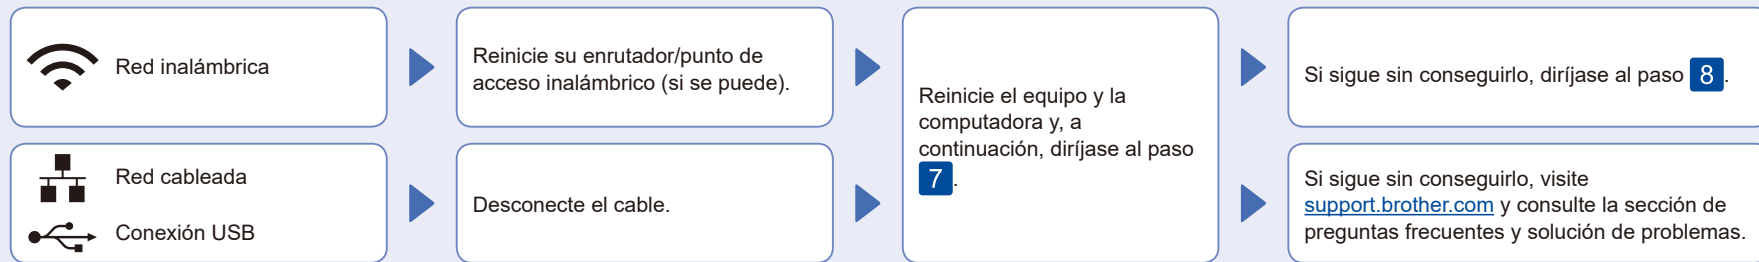 Red inalámbrica
Reinicie su enrutador/punto de
acceso inalámbrico (si se puede).
Reinicie el equipo y la
computadora y, a
continuación, diríjase al paso
7.
Si sigue sin conseguirlo, diríjase al paso 8.
Red cableada
Conexión USB
Desconecte el cable.
Si sigue sin conseguirlo, visite
support.brother.com y consulte la sección de
preguntas frecuentes y solución de problemas.